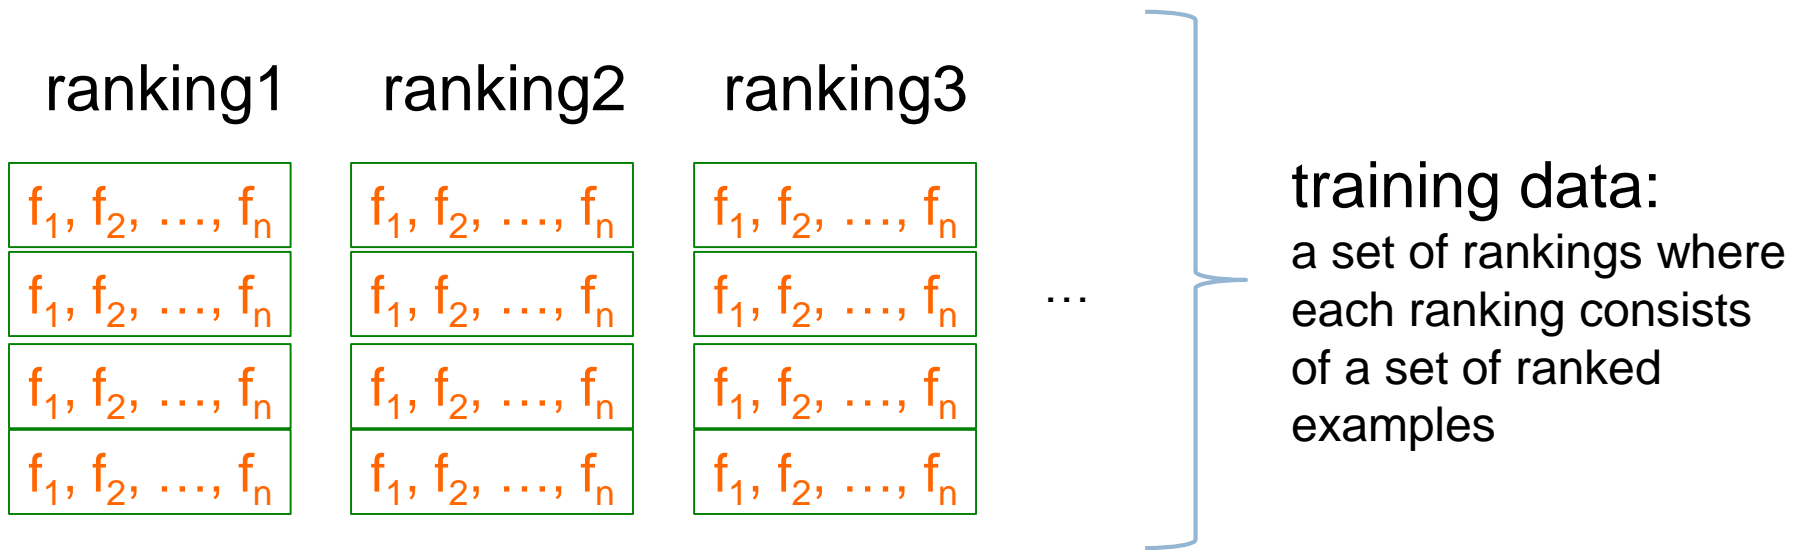 ranking1 ranking2 ranking3
f₁, f₂, …, fₙ f₁, f₂, …, fₙ f₁, f₂, …, fₙ
f₁, f₂, …, fₙ f₁, f₂, …, fₙ f₁, f₂, …, fₙ
…
f₁, f₂, …, fₙ f₁, f₂, …, fₙ f₁, f₂, …, fₙ
f₁, f₂, …, fₙ f₁, f₂, …, fₙ f₁, f₂, …, fₙ
training data:
a set of rankings where
each ranking consists
of a set of ranked
examples